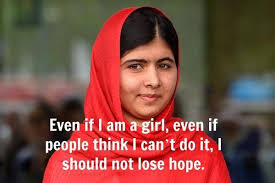 Even if I am a girl, even if
people think I can't do it, I
should not lose hope.